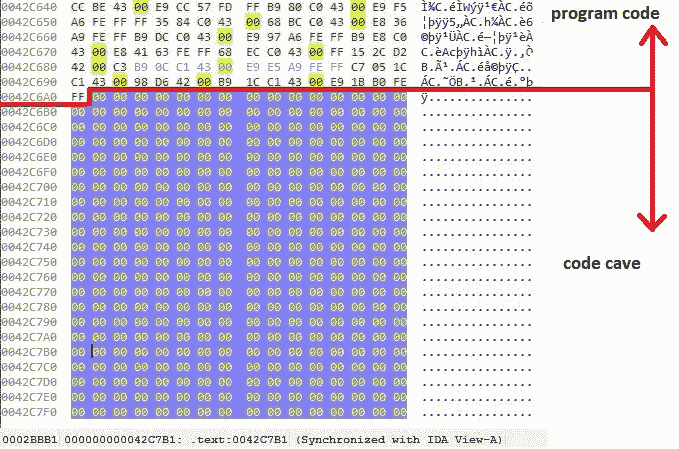 0042C640 CC BE 43 00 E9 CC 57 FD FF B9 80 C0 43 00 E9 F5 Ì¾C.éÌWýÿ¹€ÀC.éõ
program code
0042C650 A6 FE FF FF 35 84 C0 43 00 68 BC C0 43 00 E8 36 ¦þÿÿ5„ÀC.h¼ÀC.è6
0042C660 A9 FE FF B9 DC C0 43 00 E9 97 A6 FE FF B9 E8 C0 ©þÿ¹ÜÀC.é—¦þÿ¹èÀ
0042C670 43 00 E8 41 63 FE FF 68 EC C0 43 00 FF 15 2C D2 C.èAcþÿhìÀC.ÿ.,Ò
0042C680 42 00 C3 B9 0C C1 43 00 E9 E5 A9 FE FF C7 05 1C B.Ã¹.ÁC.éå©þÿÇ..
0042C690 C1 43 00 98 D6 42 00 B9 1C C1 43 00 E9 1B B0 FE ÁC.˜ÖB.¹.ÁC.é.°þ
0042C6A0 FF 00 00 00 00 00 00 00 00 00 00 00 00 00 00 00 ÿ...............
0042C6B0 00 00 00 00 00 00 00 00 00 00 00 00 00 00 00 00 ................
0042C6C0 00 00 00 00 00 00 00 00 00 00 00 00 00 00 00 00 ................
0042C6D0 00 00 00 00 00 00 00 00 00 00 00 00 00 00 00 00 ................
0042C6E0 00 00 00 00 00 00 00 00 00 00 00 00 00 00 00 00 ................
0042C6F0 00 00 00 00 00 00 00 00 00 00 00 00 00 00 00 00 ................
0042C700 00 00 00 00 00 00 00 00 00 00 00 00 00 00 00 00 ................
0042C710 00 00 00 00 00 00 00 00 00 00 00 00 00 00 00 00 ................
0042C720 00 00 00 00 00 00 00 00 00 00 00 00 00 00 00 00 ................
0042C730 00 00 00 00 00 00 00 00 00 00 00 00 00 00 00 00 ................
0042C740 00 00 00 00 00 00 00 00 00 00 00 00 00 00 00 00 ................
0042C750 00 00 00 00 00 00 00 00 00 00 00 00 00 00 00 00 ................
code cave
0042C760 00 00 00 00 00 00 00 00 00 00 00 00 00 00 00 00 ................
0042C770 00 00 00 00 00 00 00 00 00 00 00 00 00 00 00 00 ................
0042C780 00 00 00 00 00 00 00 00 00 00 00 00 00 00 00 00 ................
0042C790 00 00 00 00 00 00 00 00 00 00 00 00 00 00 00 00 ................
0042C7A0 00 00 00 00 00 00 00 00 00 00 00 00 00 00 00 00 ................
0042C7B0 00 00 00 00 00 00 00 00 00 00 00 00 00 00 00 00 ................
0042C7C0 00 00 00 00 00 00 00 00 00 00 00 00 00 00 00 00 ................
0042C7D0 00 00 00 00 00 00 00 00 00 00 00 00 00 00 00 00 ................
0042C7E0 00 00 00 00 00 00 00 00 00 00 00 00 00 00 00 00 ................
0042C7F0 00 00 00 00 00 00 00 00 00 00 00 00 00 00 00 00 ................
0002BBB1 000000000042C7B1: .text:0042C7B1 (Synchronized with IDA View-A)